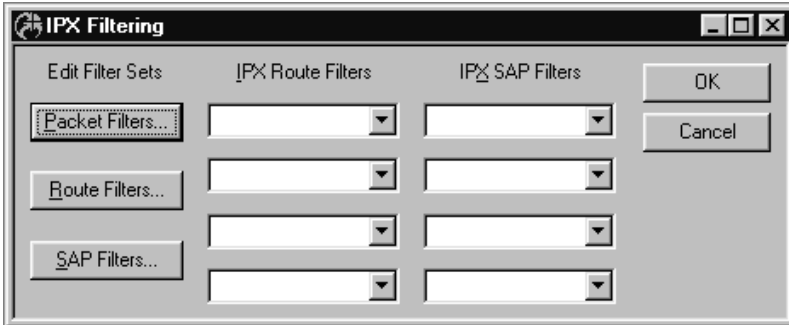 IPX Filtering
Edit Filter Sets IPX Route Filters IPX SAP Filters
OK
Packet Filters...
Cancel
Route Filters...
SAP Filters...